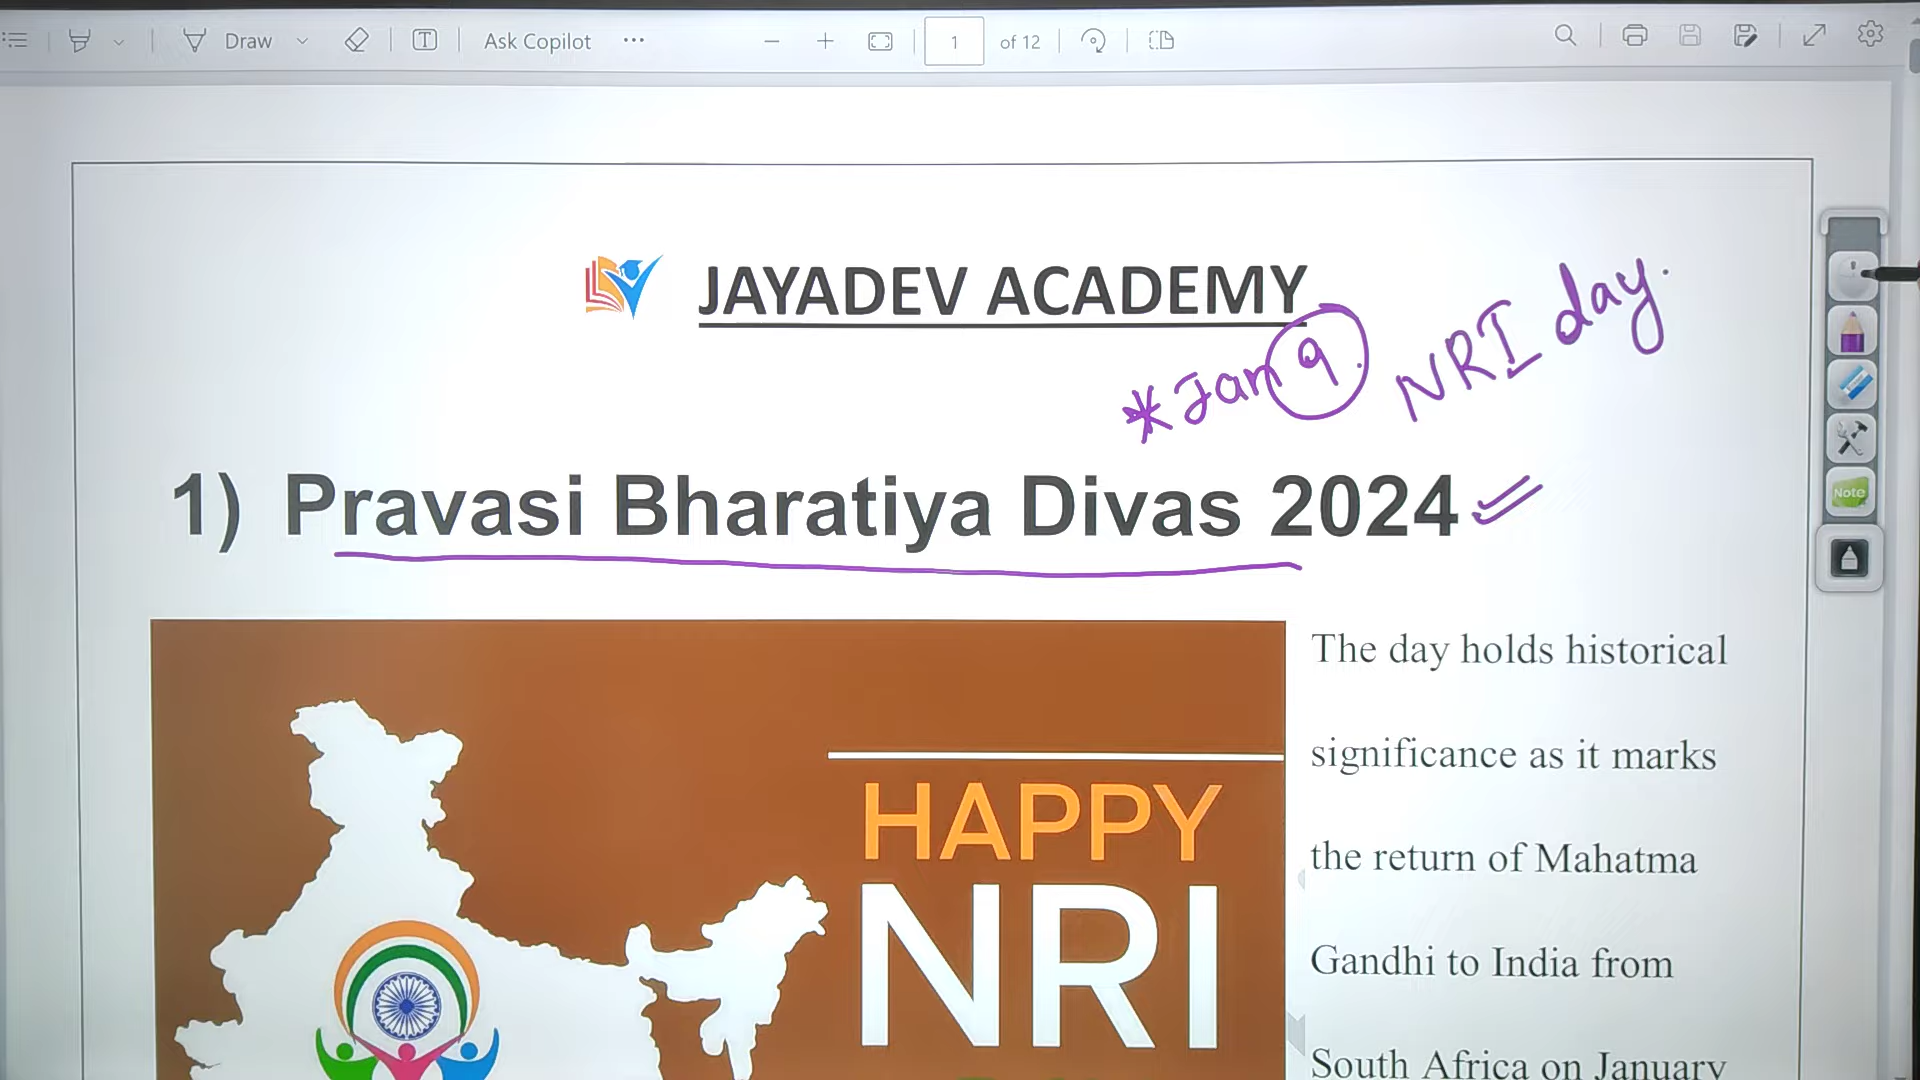 Draw
Ask Copilot
1 of 12
JAYADEV ACADEMY
*Jan 9. NRI day.
1) Pravasi Bharatiya Divas 2024
Note
HAPPY
NRI
The day holds historical
significance as it marks
the return of Mahatma
Gandhi to India from
South Africa on January